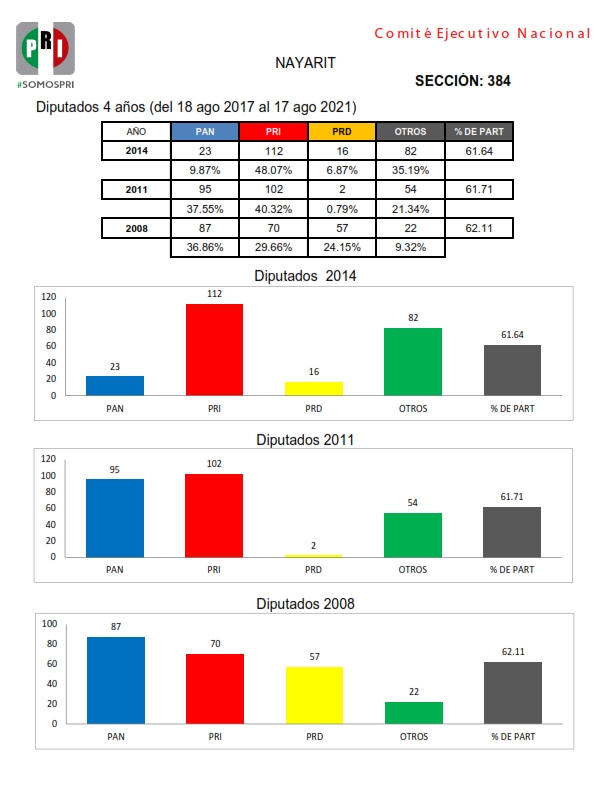 Comité Ejecutivo Nacional
PRI
#SOMOSPRI
NAYARIT
SECCIÓN: 384
Diputados 4 años (del 18 ago 2017 al 17 ago 2021)
AÑO PAN PRI PRD OTROS % DE PART
2014 23 112 16 82 61.64
9.87% 48.07% 6.87% 35.19%
2011 95 102 2 54 61.71
37.55% 40.32% 0.79% 21.34%
2008 87 70 57 22 62.11
36.86% 29.66% 24.15% 9.32%
Diputados 2014
120
100
80
60
40
20
0
23 112 16 82 61.64
PAN PRI PRD OTROS % DE PART
Diputados 2011
120
100
80
60
40
20
0
95 102 2 54 61.71
PAN PRI PRD OTROS % DE PART
Diputados 2008
100
80
60
40
20
0
87 70 57 22 62.11
PAN PRI PRD OTROS % DE PART